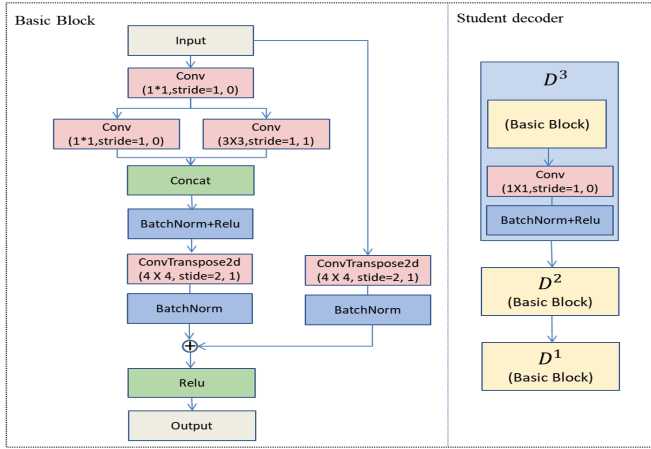 Basic Block
Input
Conv
(1*1,stride=1, 0)
Conv
(1*1,stride=1, 0)
Conv
(3X3,stride=1, 1)
Concat
BatchNorm+Relu
ConvTranspose2d
(4 X 4, stide=2, 1)
BatchNorm
ConvTranspose2d
(4 X 4, stide=2, 1)
BatchNorm
+
Relu
Output
Student decoder
D³
(Basic Block)
Conv
(1X1,stride=1, 0)
BatchNorm+Relu
D²
(Basic Block)
D¹
(Basic Block)